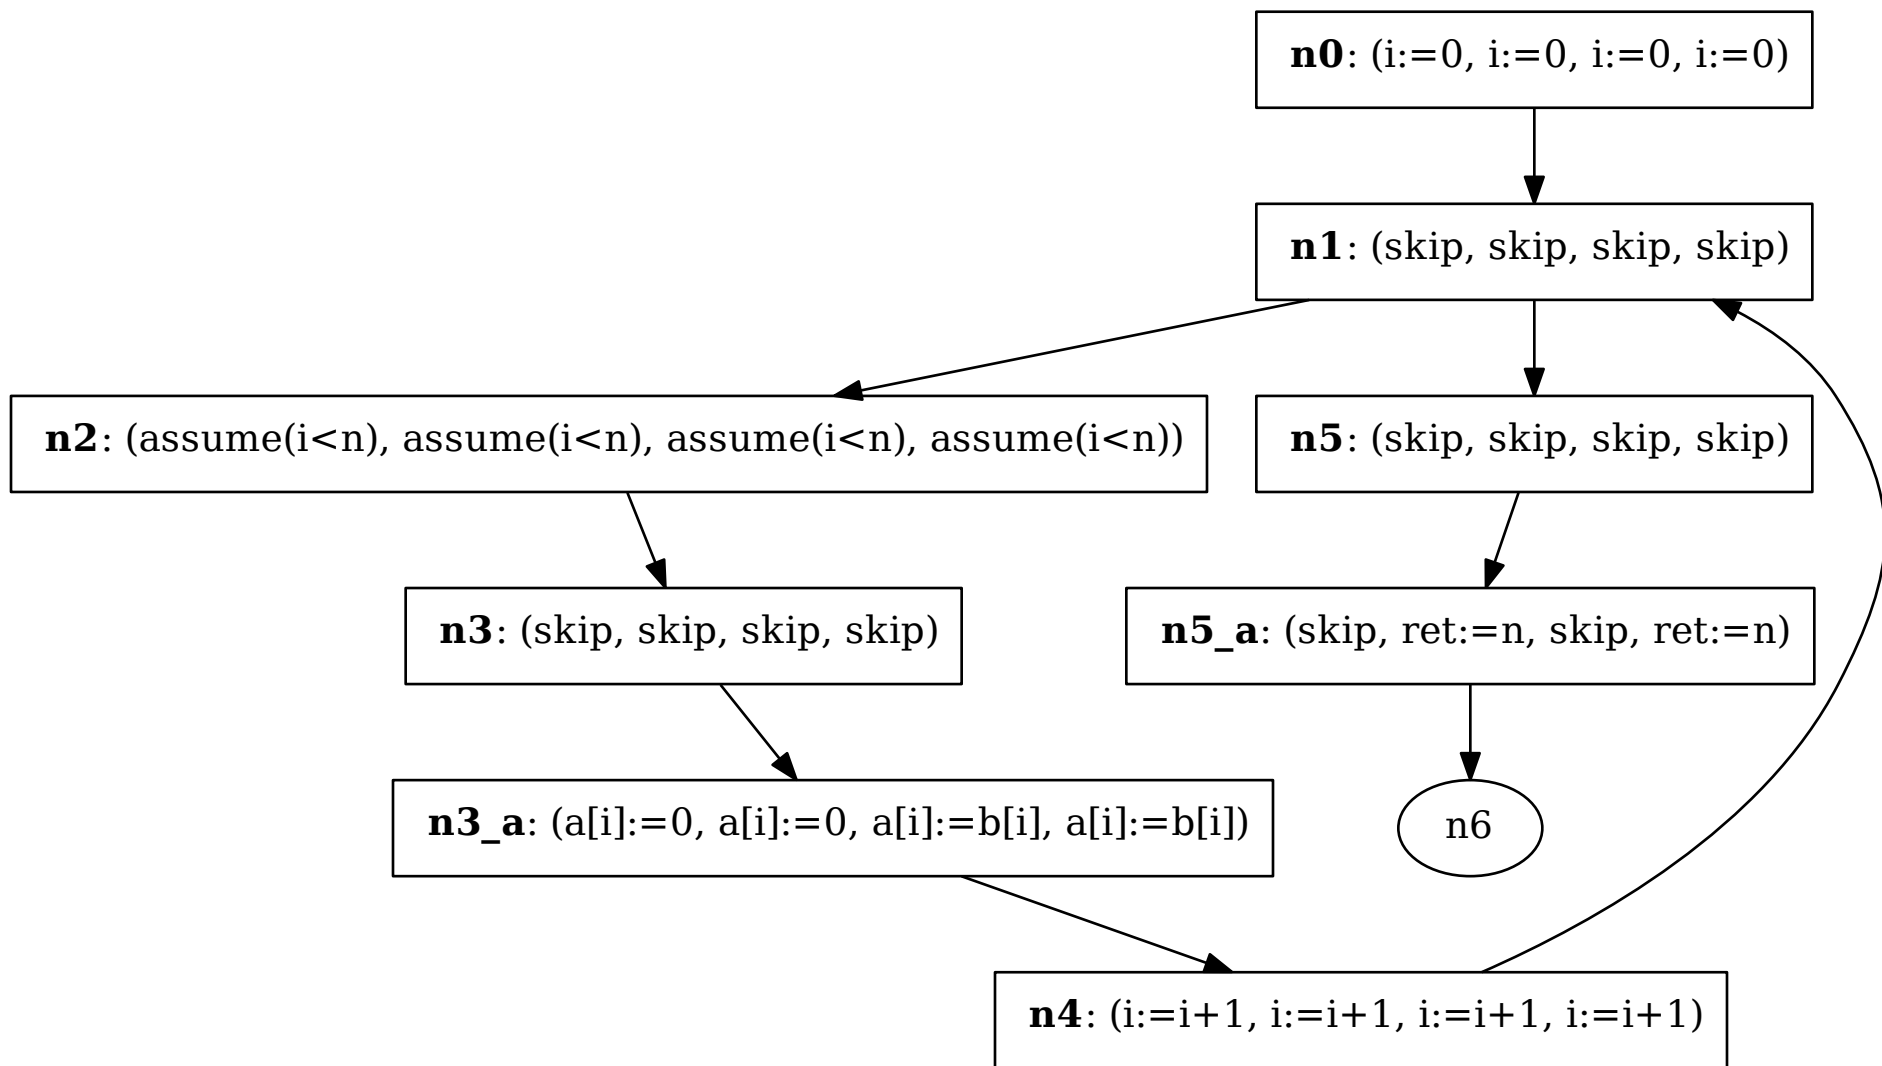 n0: (i:=0, i:=0, i:=0, i:=0)
n1: (skip, skip, skip, skip)
n2: (assume(i<n), assume(i<n), assume(i<n), assume(i<n))
n5: (skip, skip, skip, skip)
n3: (skip, skip, skip, skip)
n5_a: (skip, ret:=n, skip, ret:=n)
n3_a: (a[i]:=0, a[i]:=0, a[i]:=b[i], a[i]:=b[i])
n6
n4: (i:=i+1, i:=i+1, i:=i+1, i:=i+1)